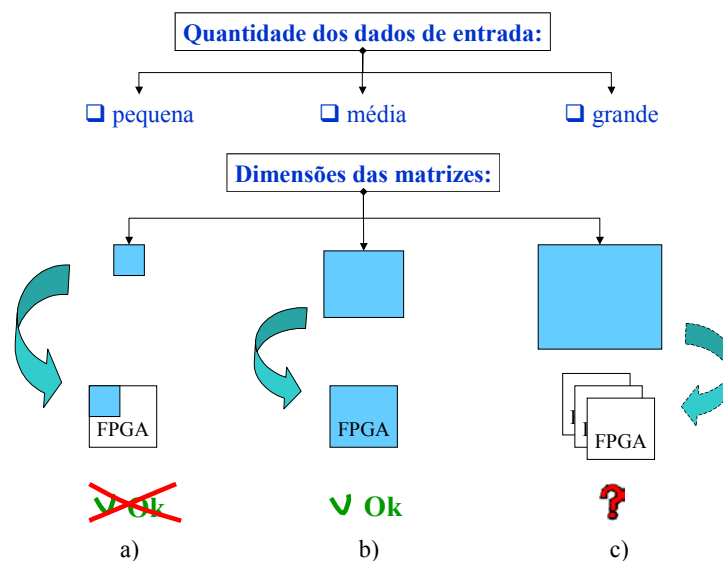 Quantidade dos dados de entrada:
❑ pequena
❑ média
❑ grande
Dimensões das matrizes:
FPGA
FPGA
F
F
FPGA
✓ Ok
✓ Ok
?
a)
b)
c)